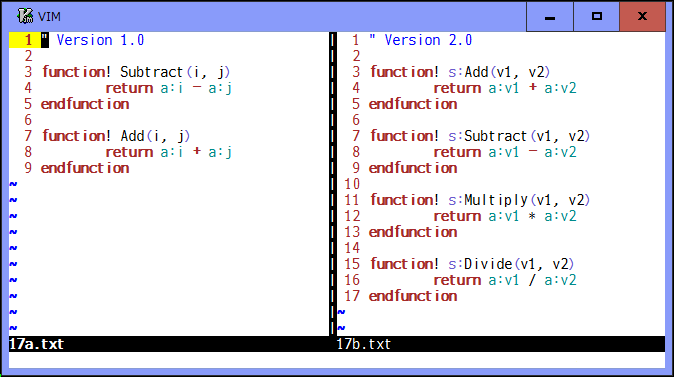 VIM
1 " Version 1.0
2
3 function! Subtract(i, j)
4         return a:i - a:j
5 endfunction
6
7 function! Add(i, j)
8         return a:i + a:j
9 endfunction
~
~
~
~
~
~
~
~
~
~
17a.txt
1 " Version 2.0
2
3 function! s:Add(v1, v2)
4         return a:v1 + a:v2
5 endfunction
6
7 function! s:Subtract(v1, v2)
8         return a:v1 - a:v2
9 endfunction
10
11 function! s:Multiply(v1, v2)
12         return a:v1 * a:v2
13 endfunction
14
15 function! s:Divide(v1, v2)
16         return a:v1 / a:v2
17 endfunction
~
~
17b.txt